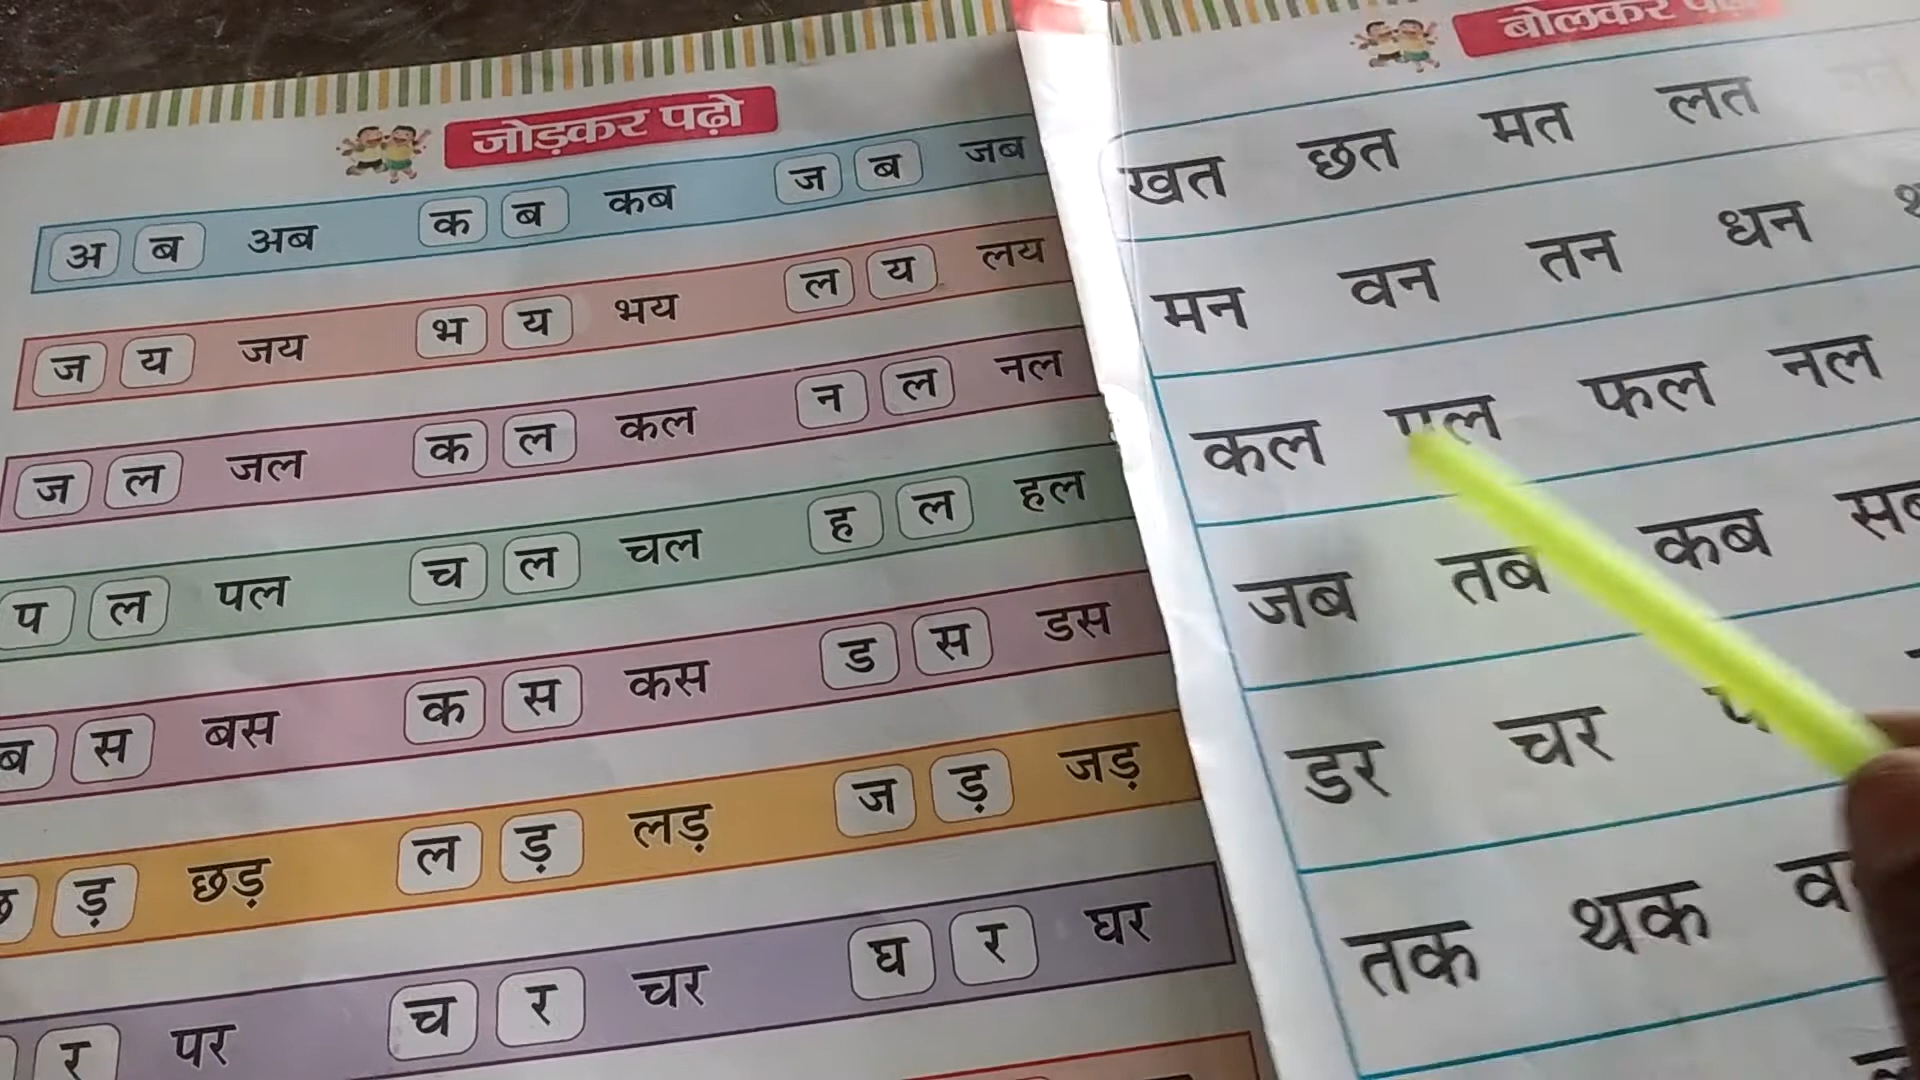 जोड़कर पढ़ो
अ ब अब क ब कब ज ब जब
ज य जय भ य भय ल य लय
ज ल जल क ल कल न ल नल
प ल पल च ल चल ह ल हल
ब स बस क स कस ड स डस
छ ड़ छड़ ल ड़ लड़ ज ड़ जड़
र पर च र चर घ र घर
बोलकर
खत छत मत लत
मन वन तन धन
कल पल फल नल
जब तब कब सब
डर चर
तक थक